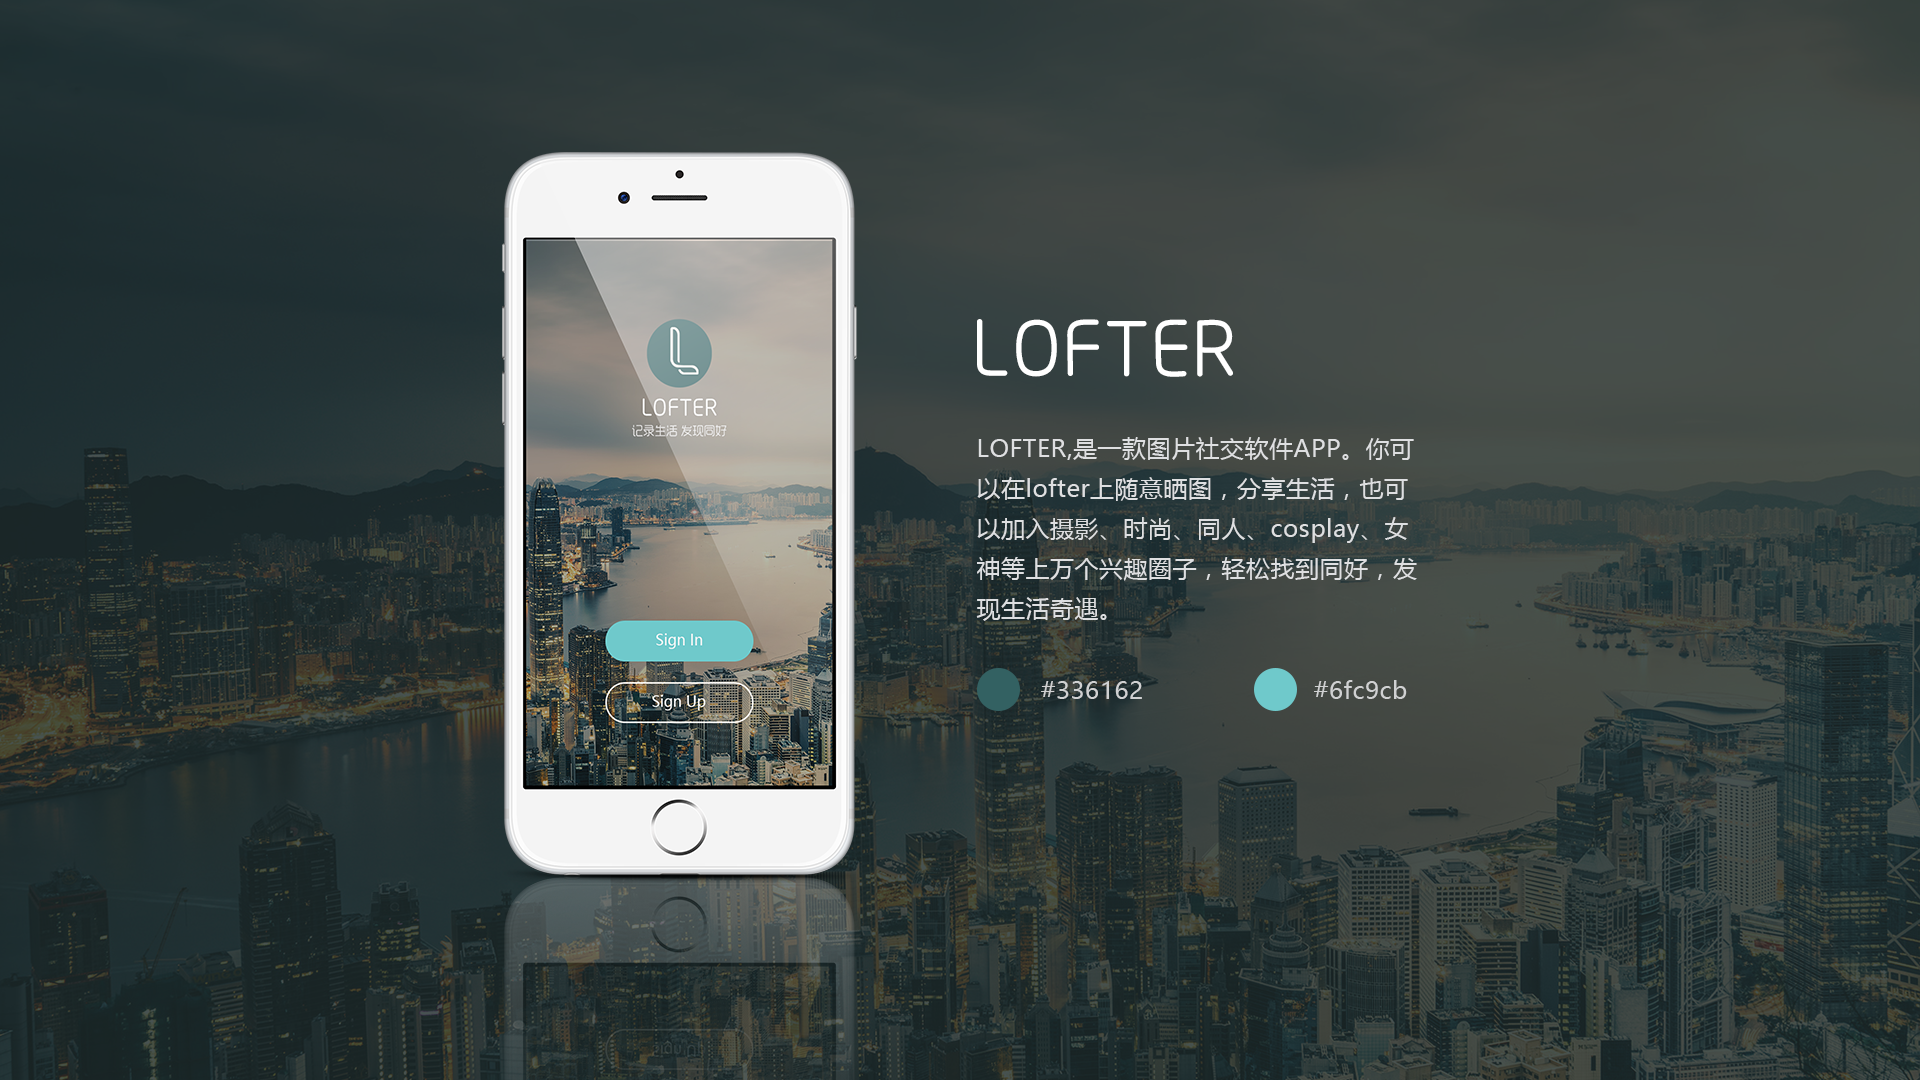 LOFTER
记录生活 发现同好
Sign In
Sign Up
LOFTER
LOFTER,是一款图片社交软件APP。你可
以在lofter上随意晒图，分享生活，也可
以加入摄影、时尚、同人、cosplay、女
神等上万个兴趣圈子，轻松找到同好，发
现生活奇遇。
#336162
#6fc9cb